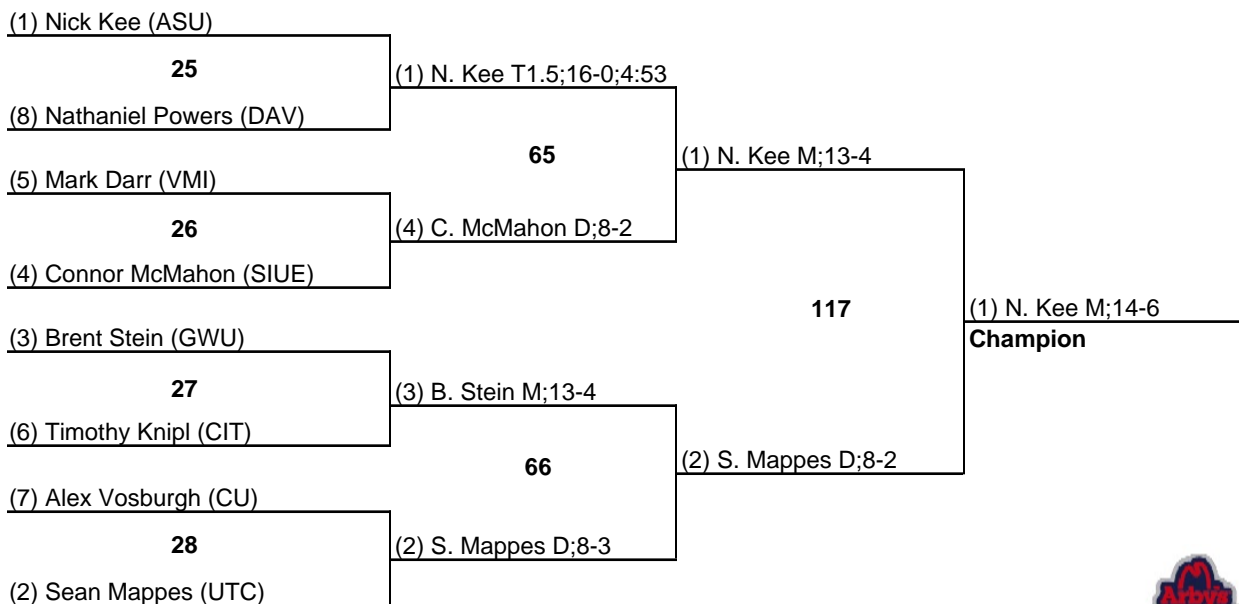 (1) Nick Kee (ASU)
25
(1) N. Kee T1.5;16-0;4:53
(8) Nathaniel Powers (DAV)
65
(1) N. Kee M;13-4
(5) Mark Darr (VMI)
26
(4) C. McMahon D;8-2
(4) Connor McMahon (SIUE)
117
(1) N. Kee M;14-6
Champion
(3) Brent Stein (GWU)
27
(3) B. Stein M;13-4
(6) Timothy Knipl (CIT)
66
(2) S. Mappes D;8-2
(7) Alex Vosburgh (CU)
28
(2) S. Mappes D;8-3
(2) Sean Mappes (UTC)
Arby's